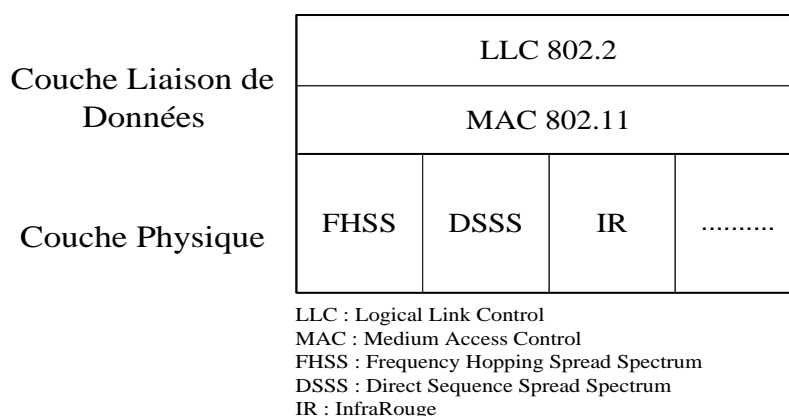 LLC 802.2
Couche Liaison de
Données
MAC 802.11
Couche Physique
FHSS
DSSS
IR
..........
LLC : Logical Link Control
MAC : Medium Access Control
FHSS : Frequency Hopping Spread Spectrum
DSSS : Direct Sequence Spread Spectrum
IR : InfraRouge